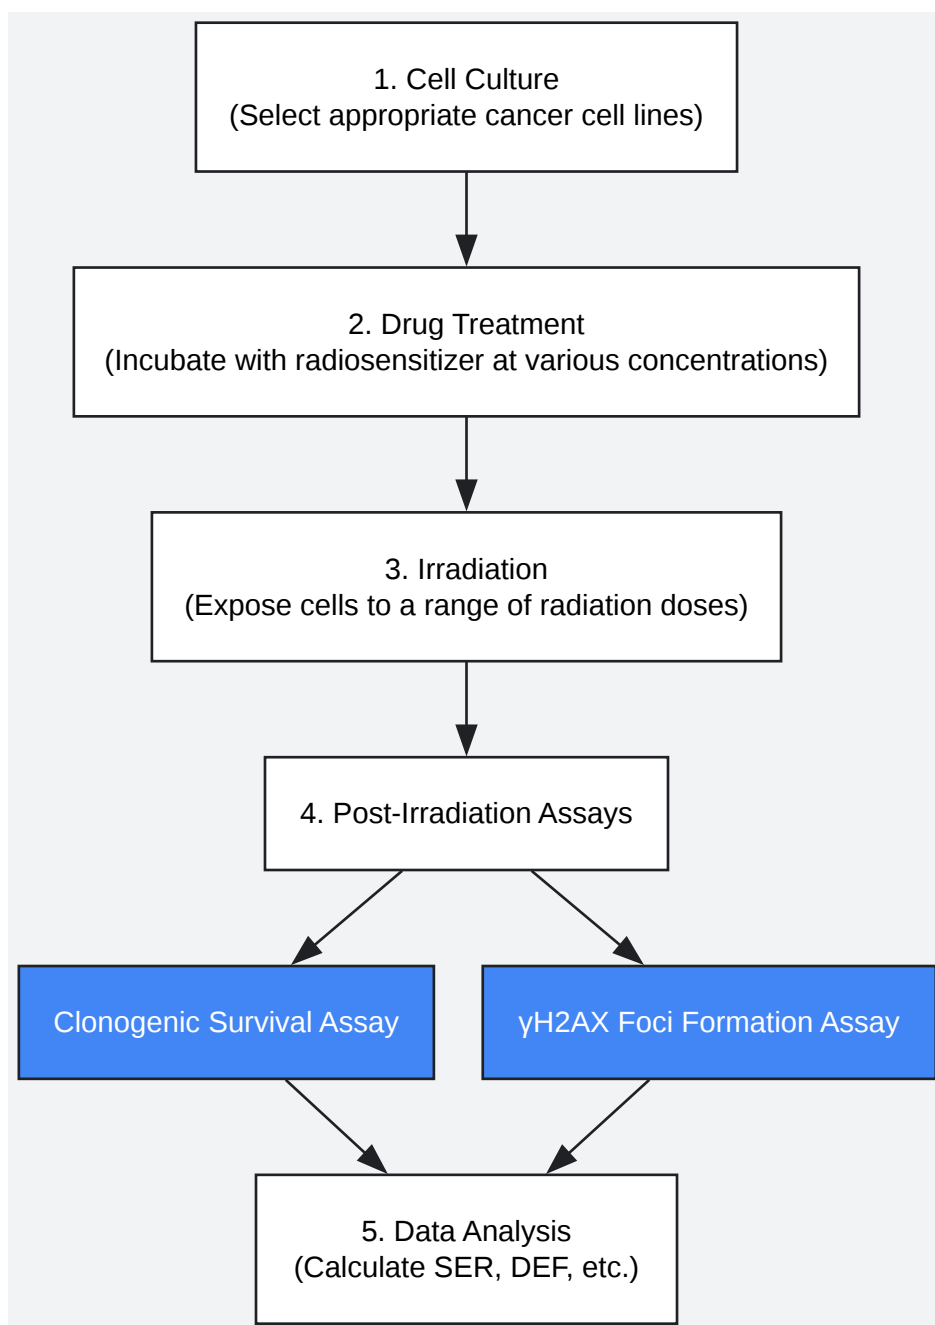 1. Cell Culture
(Select appropriate cancer cell lines)
2. Drug Treatment
(Incubate with radiosensitizer at various concentrations)
3. Irradiation
(Expose cells to a range of radiation doses)
4. Post-Irradiation Assays
Clonogenic Survival Assay
γH2AX Foci Formation Assay
5. Data Analysis
(Calculate SER, DEF, etc.)